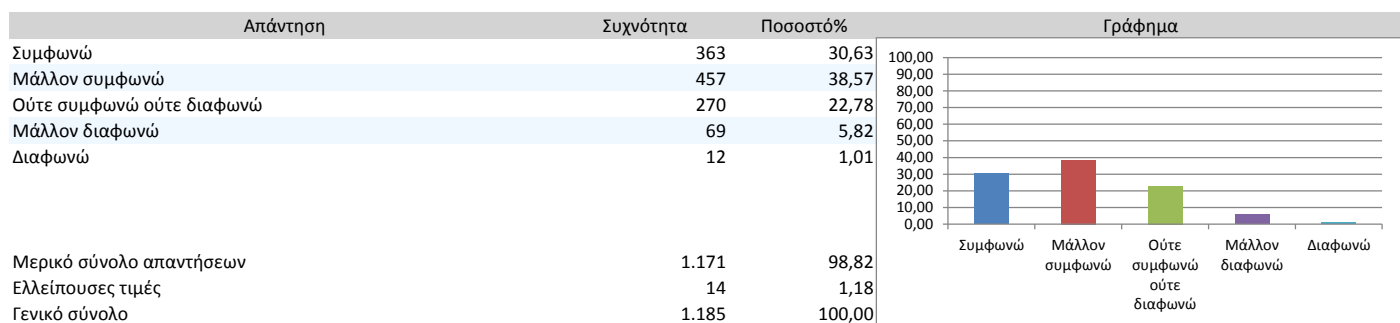 Απάντηση Συχνότητα Ποσοστό% Γράφημα
Συμφωνώ 363 30,63
Μάλλον συμφωνώ 457 38,57
Ούτε συμφωνώ ούτε διαφωνώ 270 22,78
Μάλλον διαφωνώ 69 5,82
Διαφωνώ 12 1,01
Μερικό σύνολο απαντήσεων 1.171 98,82
Ελλείπουσες τιμές 14 1,18
Γενικό σύνολο 1.185 100,00
100,00
90,00
80,00
70,00
60,00
50,00
40,00
30,00
20,00
10,00
0,00
Συμφωνώ
Μάλλον
συμφωνώ
Ούτε
συμφωνώ
ούτε
διαφωνώ
Μάλλον
διαφωνώ
Διαφωνώ